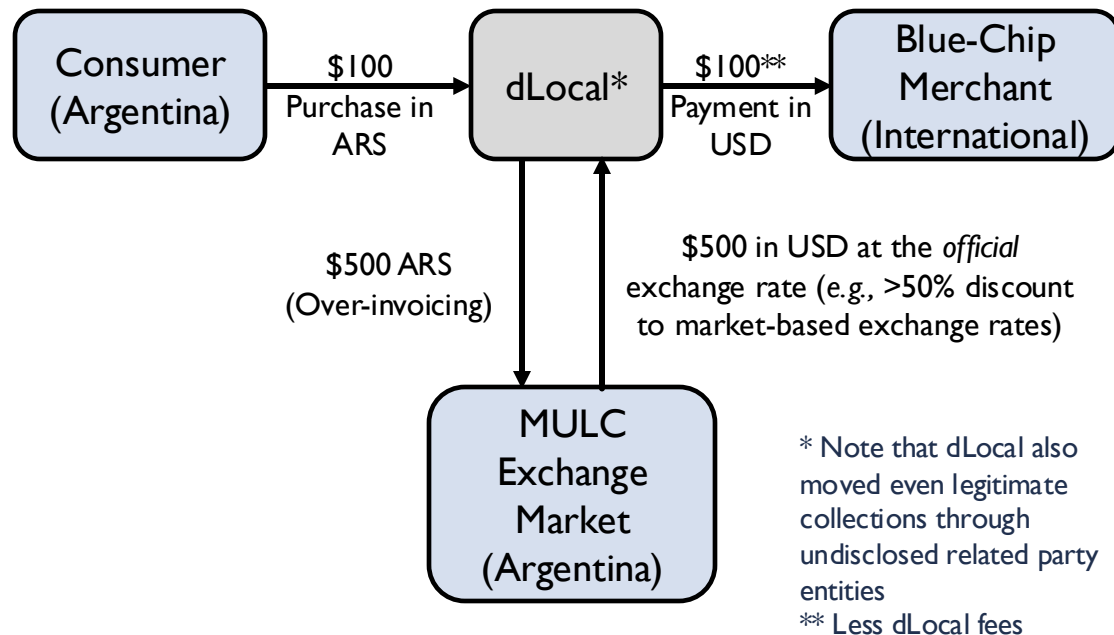 Consumer
(Argentina)
$100
Purchase in
ARS
dLocal*
$100**
Payment in
USD
Blue-Chip
Merchant
(International)
$500 ARS
(Over-invoicing)
$500 in USD at the official
exchange rate (e.g., >50% discount
to market-based exchange rates)
MULC
Exchange
Market
(Argentina)
* Note that dLocal also
moved even legitimate
collections through
undisclosed related party
entities
** Less dLocal fees